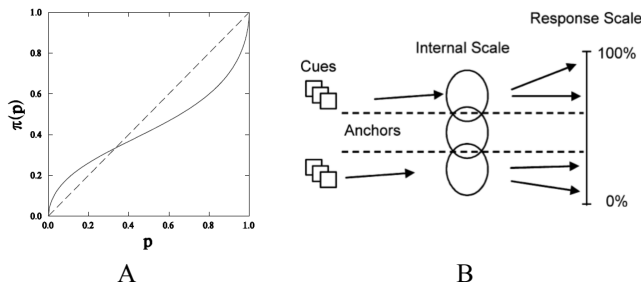 1.0
0.8
0.6
0.4
0.2
0.0
π(p)
0.0 0.2 0.4 0.6 0.8 1.0
p
A
Response Scale
Internal Scale
100%
Cues
Anchors
0%
B